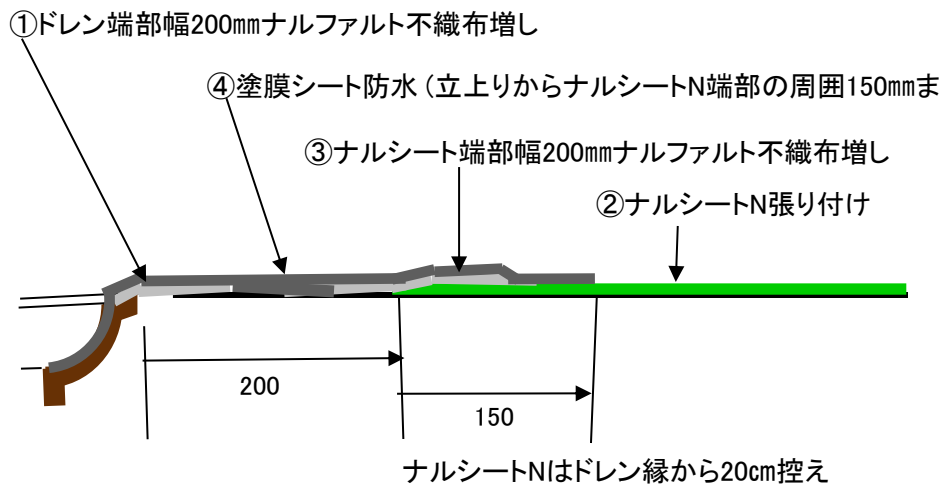 ①ドレン端部幅200㎜ナルファルト不織布増し
④塗膜シート防水（立上りからナルシートN端部の周囲150㎜ま
③ナルシート端部幅200㎜ナルファルト不織布増し
②ナルシートN張り付け
200
150
ナルシートNはドレン縁から20㎝控え